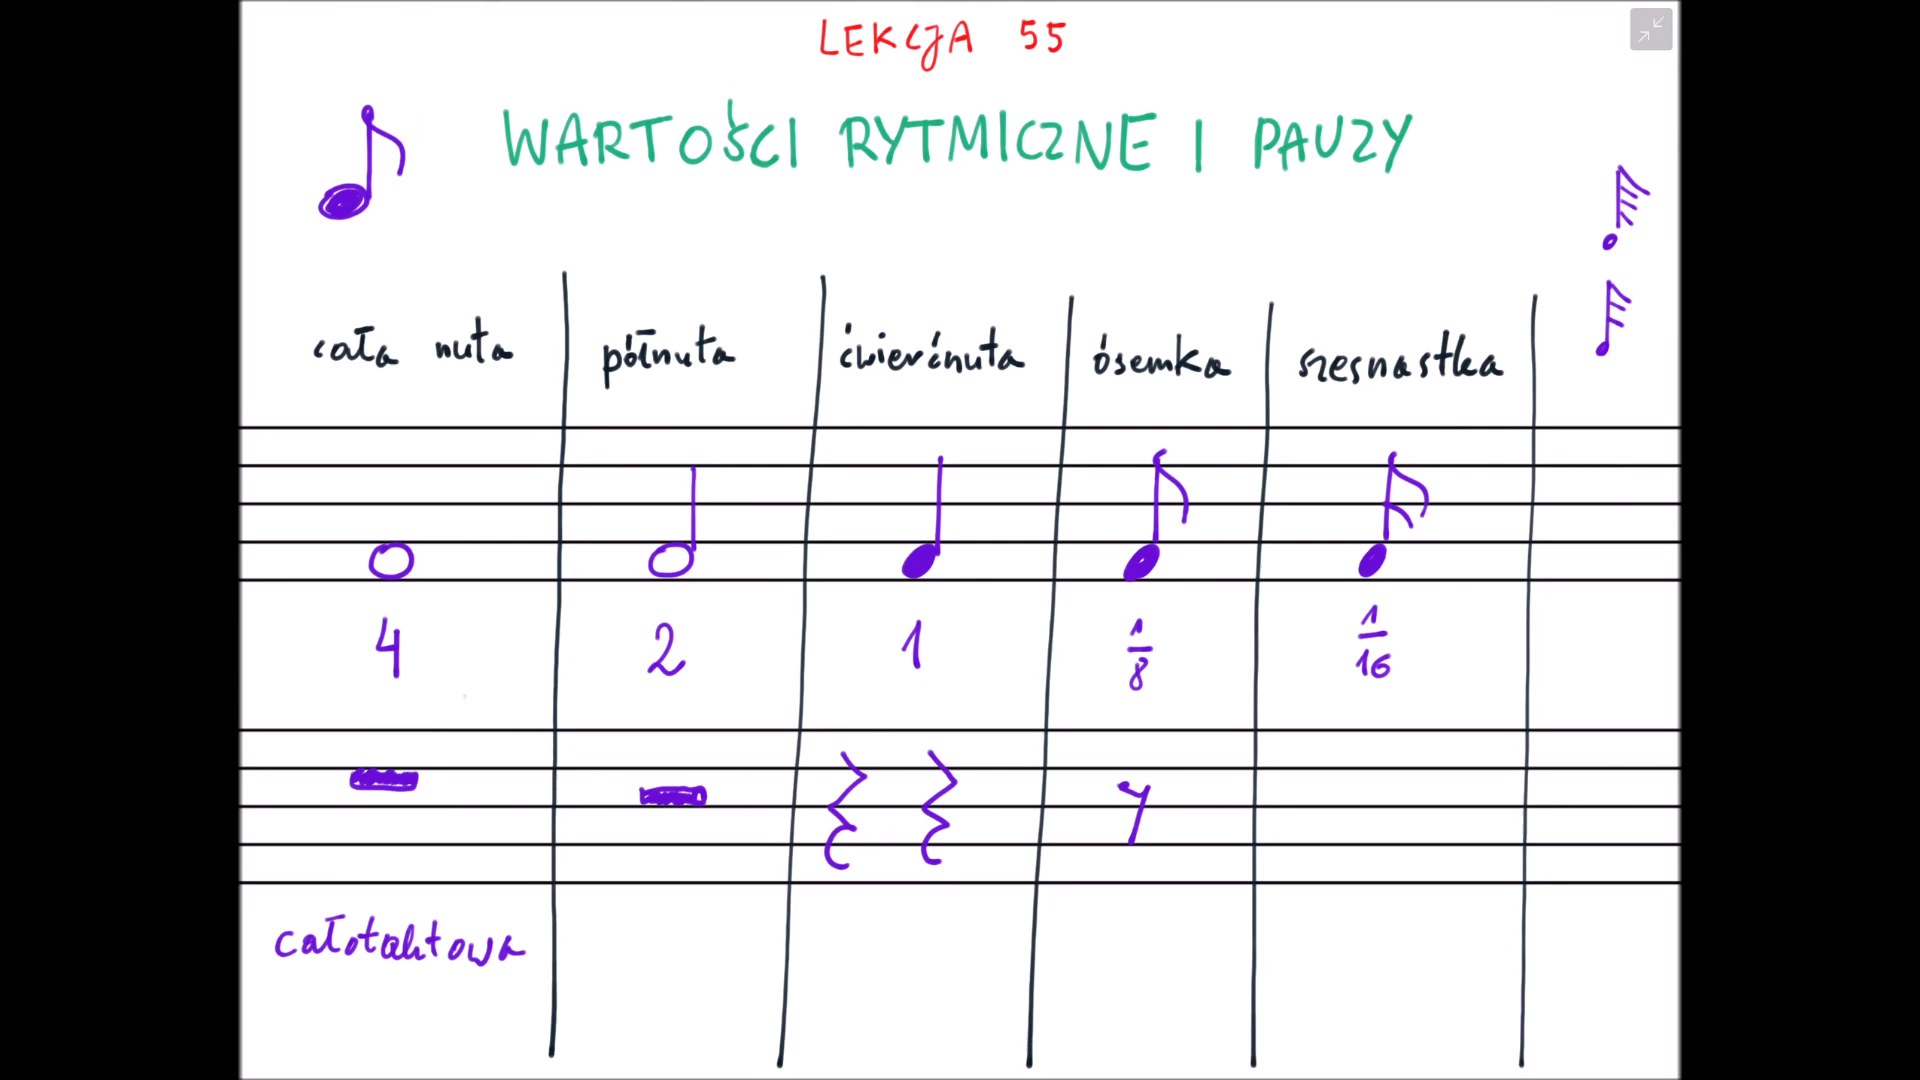 LEKCJA 55
WARTOŚCI RYTMICZNE I PAUZY
cała nuta półnuta ćwierćnuta ósemka szesnastka
4 2 1 1/8 1/16
całotaktowa